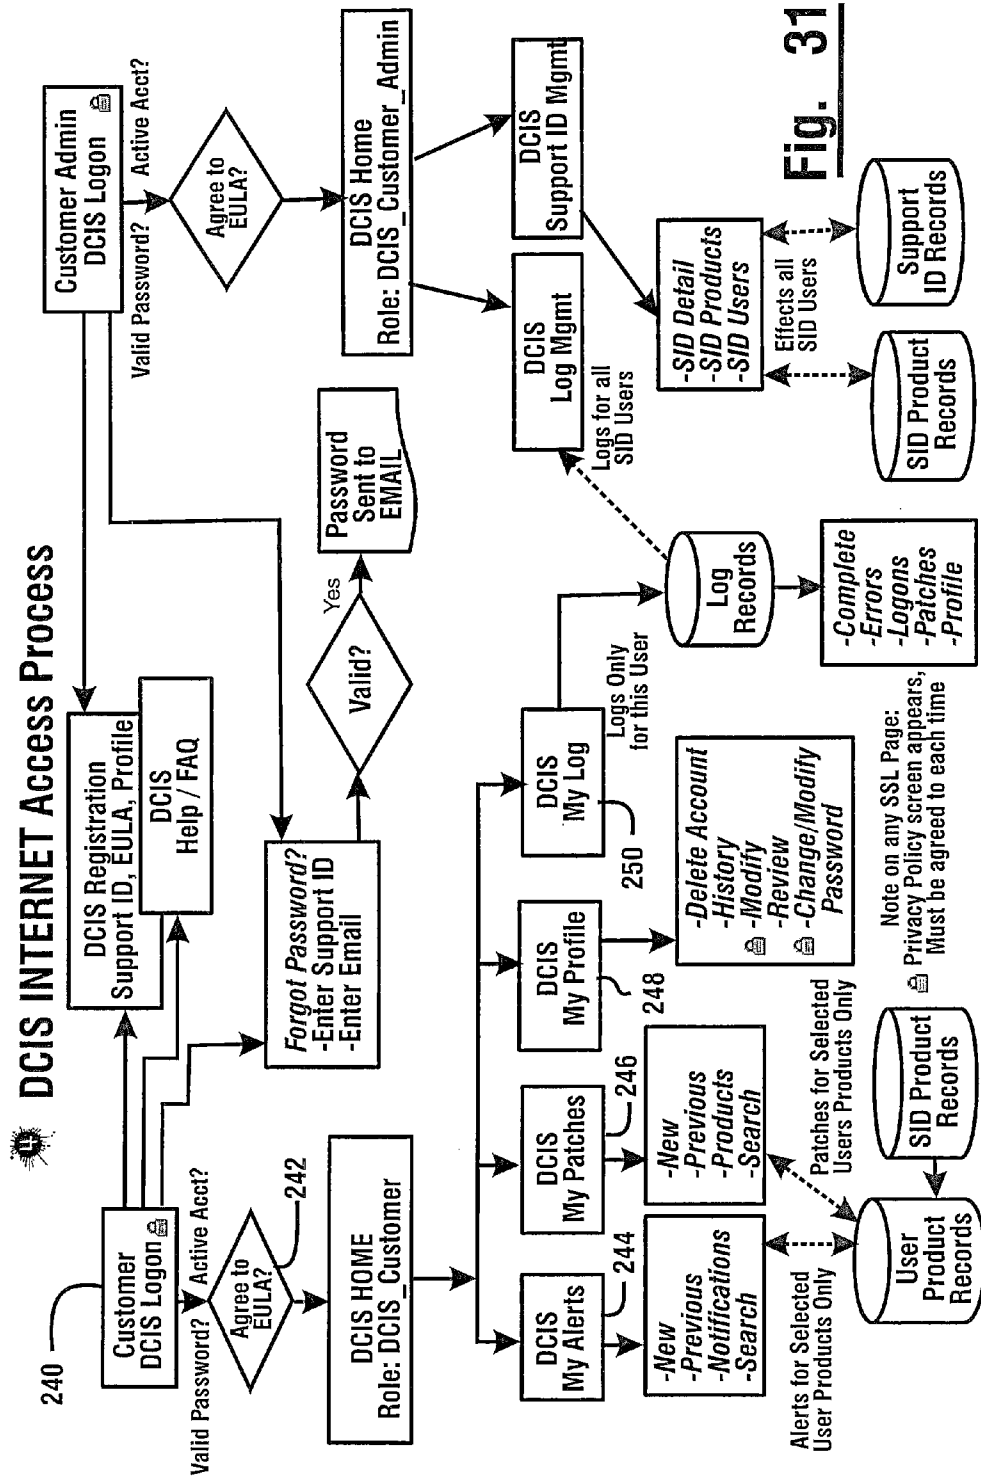 DCIS INTERNET Access Process
240
Customer
DCIS Logon
Valid Password?
Active Acct?
Agree to
EULA?
242
DCIS HOME
Role: DCIS_Customer
DCIS Registration
Support ID, EULA, Profile
DCIS
Help / FAQ
Forgot Password?
-Enter Support ID
-Enter Email
Valid?
Yes
Password
Sent to
EMAIL
Customer Admin
DCIS Logon
Valid Password?
Active Acct?
Agree to
EULA?
DCIS Home
Role: DCIS_Customer_Admin
DCIS
My Alerts
244
DCIS
My Patches
246
DCIS
My Profile
248
DCIS
My Log
250
Logs Only
for this User
DCIS
Log Mgmt
Logs for all
SID Users
DCIS
Support ID Mgmt
-New
-Previous
-Notifications
-Search
-New
-Previous
-Products
-Search
-Delete Account
-History
-Modify
-Review
-Change/Modify
Password
Log
Records
-Complete
-Errors
-Logons
-Patches
-Profile
-SID Detail
-SID Products
-SID Users
Effects all
SID Users
Alerts for Selected
User Products Only
Patches for Selected
Users Products Only
User
Product
Records
SID Product
Records
Note on any SSL Page:
Privacy Policy screen appears,
Must be agreed to each time
SID Product
Records
Support
ID Records
Fig. 31